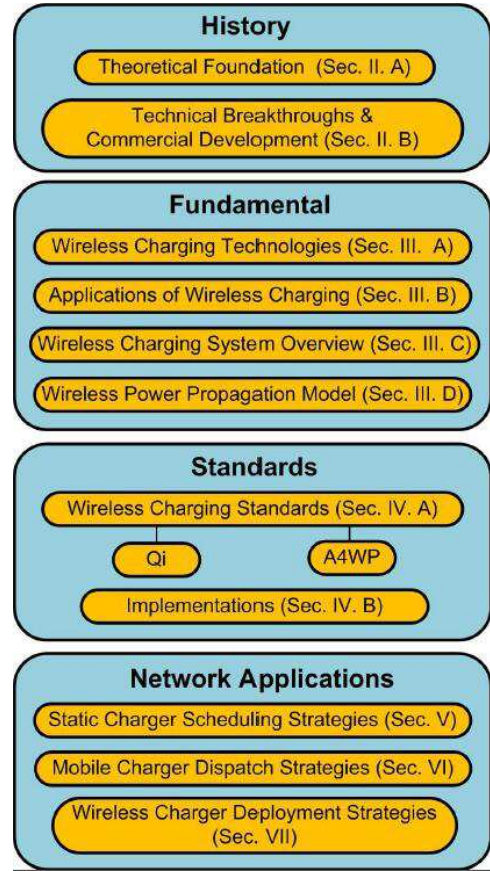 History
Theoretical Foundation (Sec. II. A)
Technical Breakthroughs &
Commercial Development (Sec. II. B)
Fundamental
Wireless Charging Technologies (Sec. III. A)
Applications of Wireless Charging (Sec. III. B)
Wireless Charging System Overview (Sec. III. C)
Wireless Power Propagation Model (Sec. III. D)
Standards
Wireless Charging Standards (Sec. IV. A)
Qi
A4WP
Implementations (Sec. IV. B)
Network Applications
Static Charger Scheduling Strategies (Sec. V)
Mobile Charger Dispatch Strategies (Sec. VI)
Wireless Charger Deployment Strategies
(Sec. VII)